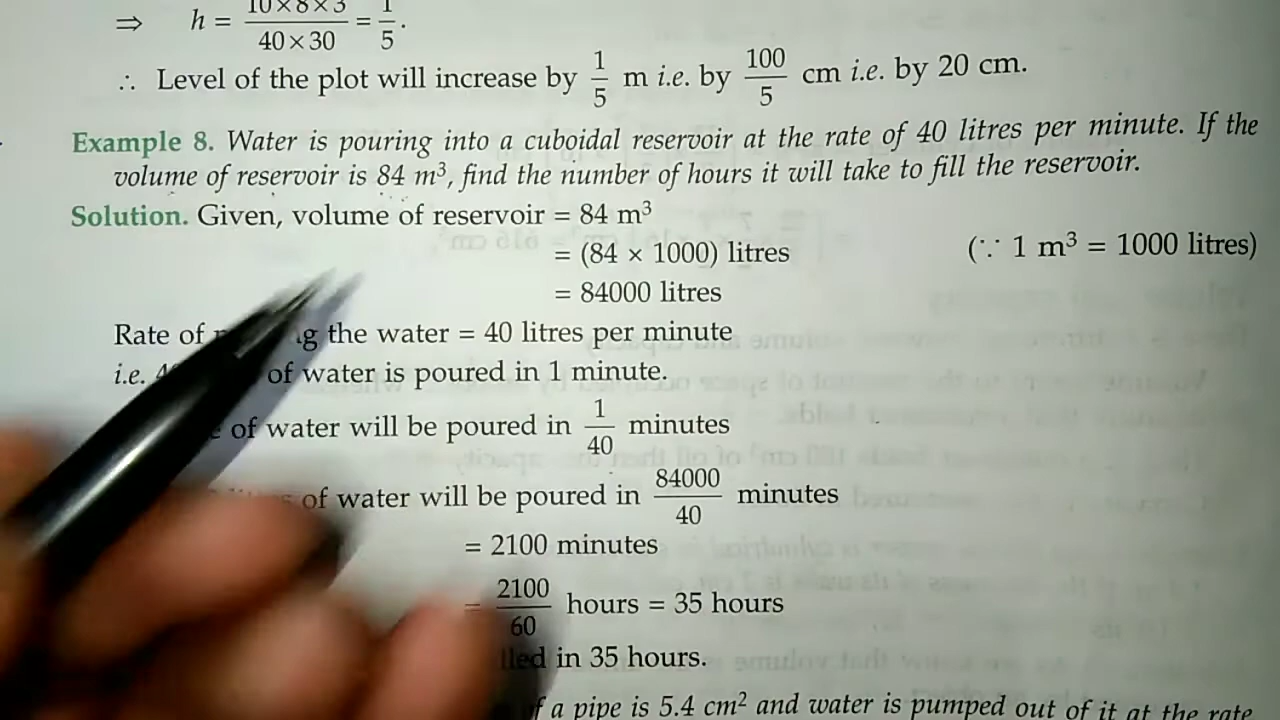 ⇒ h = 10×8×3 / 40×30 = 1/5.
∴ Level of the plot will increase by 1/5 m i.e. by 100/5 cm i.e. by 20 cm.
Example 8. Water is pouring into a cuboidal reservoir at the rate of 40 litres per minute. If the
volume of reservoir is 84 m³, find the number of hours it will take to fill the reservoir.
Solution. Given, volume of reservoir = 84 m³
= (84 × 1000) litres (∵ 1 m³ = 1000 litres)
= 84000 litres
Rate of the water = 40 litres per minute
i.e. of water is poured in 1 minute.
of water will be poured in 1/40 minutes
of water will be poured in 84000/40 minutes
= 2100 minutes
= 2100/60 hours = 35 hours
in 35 hours.
a pipe is 5.4 cm² and water is pumped out of it at the rate